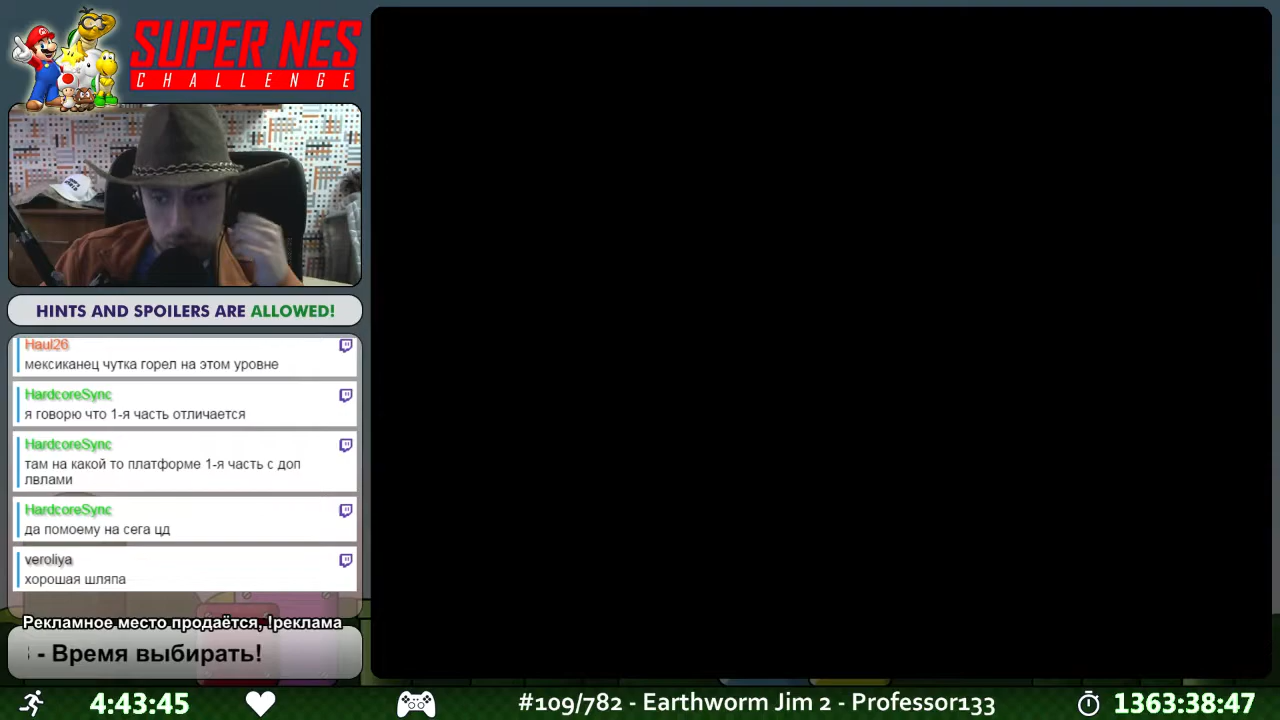 SUPER NES
CHALLENGE
HINTS AND SPOILERS ARE ALLOWED!
Haul26
мексиканец чутка горел на этом уровне
HardcoreSync
я говорю что 1-я часть отличается
HardcoreSync
там на какой то платформе 1-я часть с доп
лвлами
HardcoreSync
да помоему на сега цд
veroliya
хорошая шляпа
Рекламное место продаётся, !реклама
- Время выбирать!
4:43:45
#109/782 - Earthworm Jim 2 - Professor133
1363:38:47